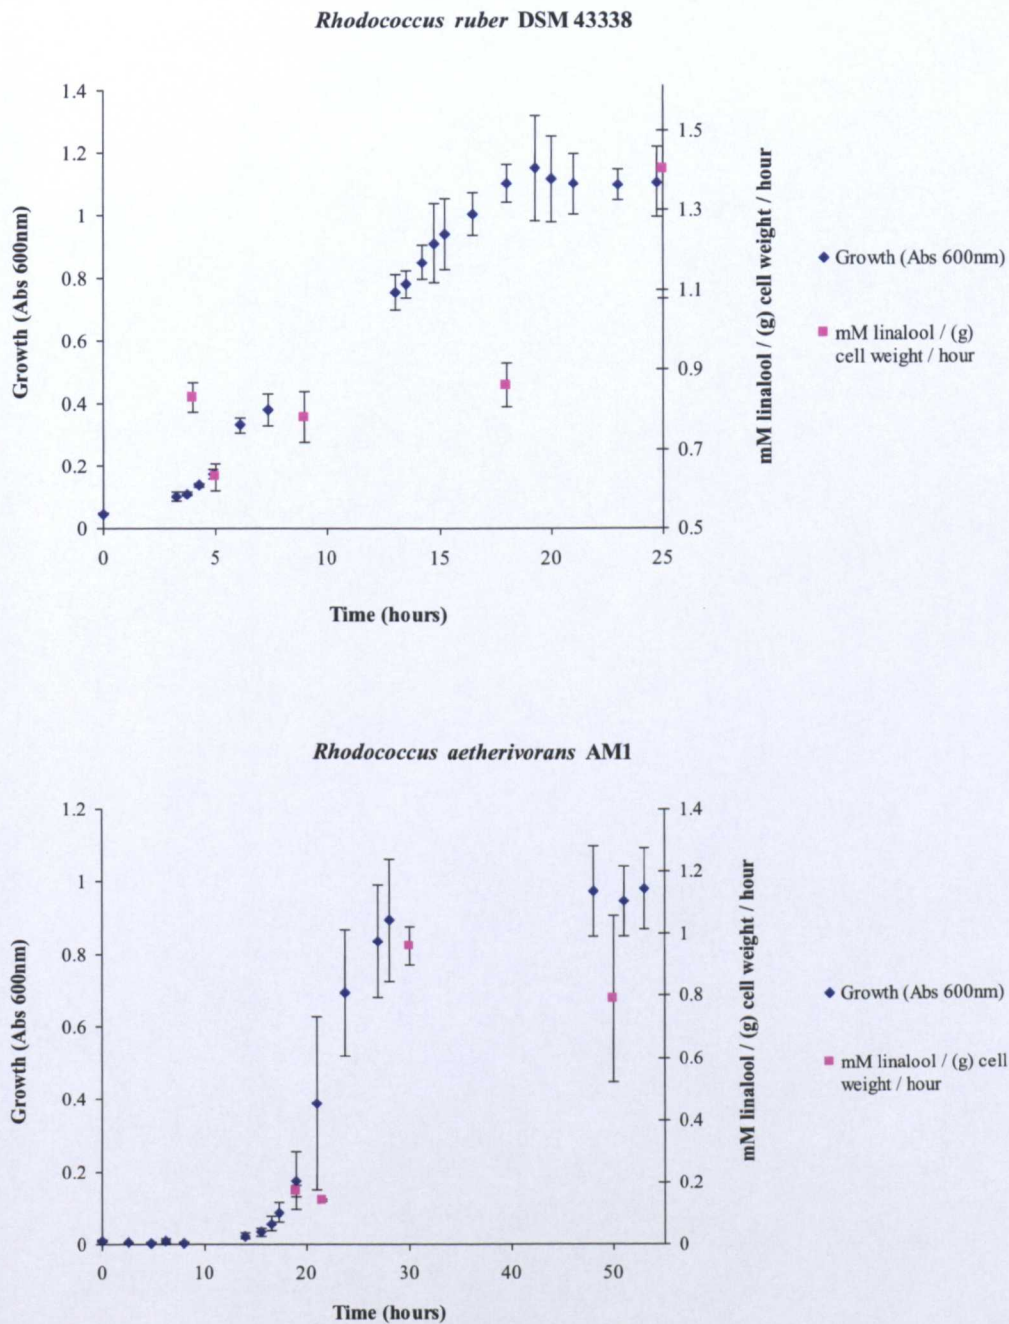 Rhodococcus ruber DSM 43338
1.4
1.2
1
0.8
0.6
0.4
0.2
0
Growth (Abs 600nm)
0
5
10
15
20
25
Time (hours)
1.5
1.3
1.1
0.9
0.7
0.5
mM linalool / (g) cell weight / hour
Growth (Abs 600nm)
mM linalool / (g)
cell weight / hour
Rhodococcus aetherivorans AM1
1.2
1
0.8
0.6
0.4
0.2
0
Growth (Abs 600nm)
0
10
20
30
40
50
Time (hours)
1.4
1.2
1
0.8
0.6
0.4
0.2
0
mM linalool / (g) cell weight / hour
Growth (Abs 600nm)
mM linalool / (g) cell
weight / hour